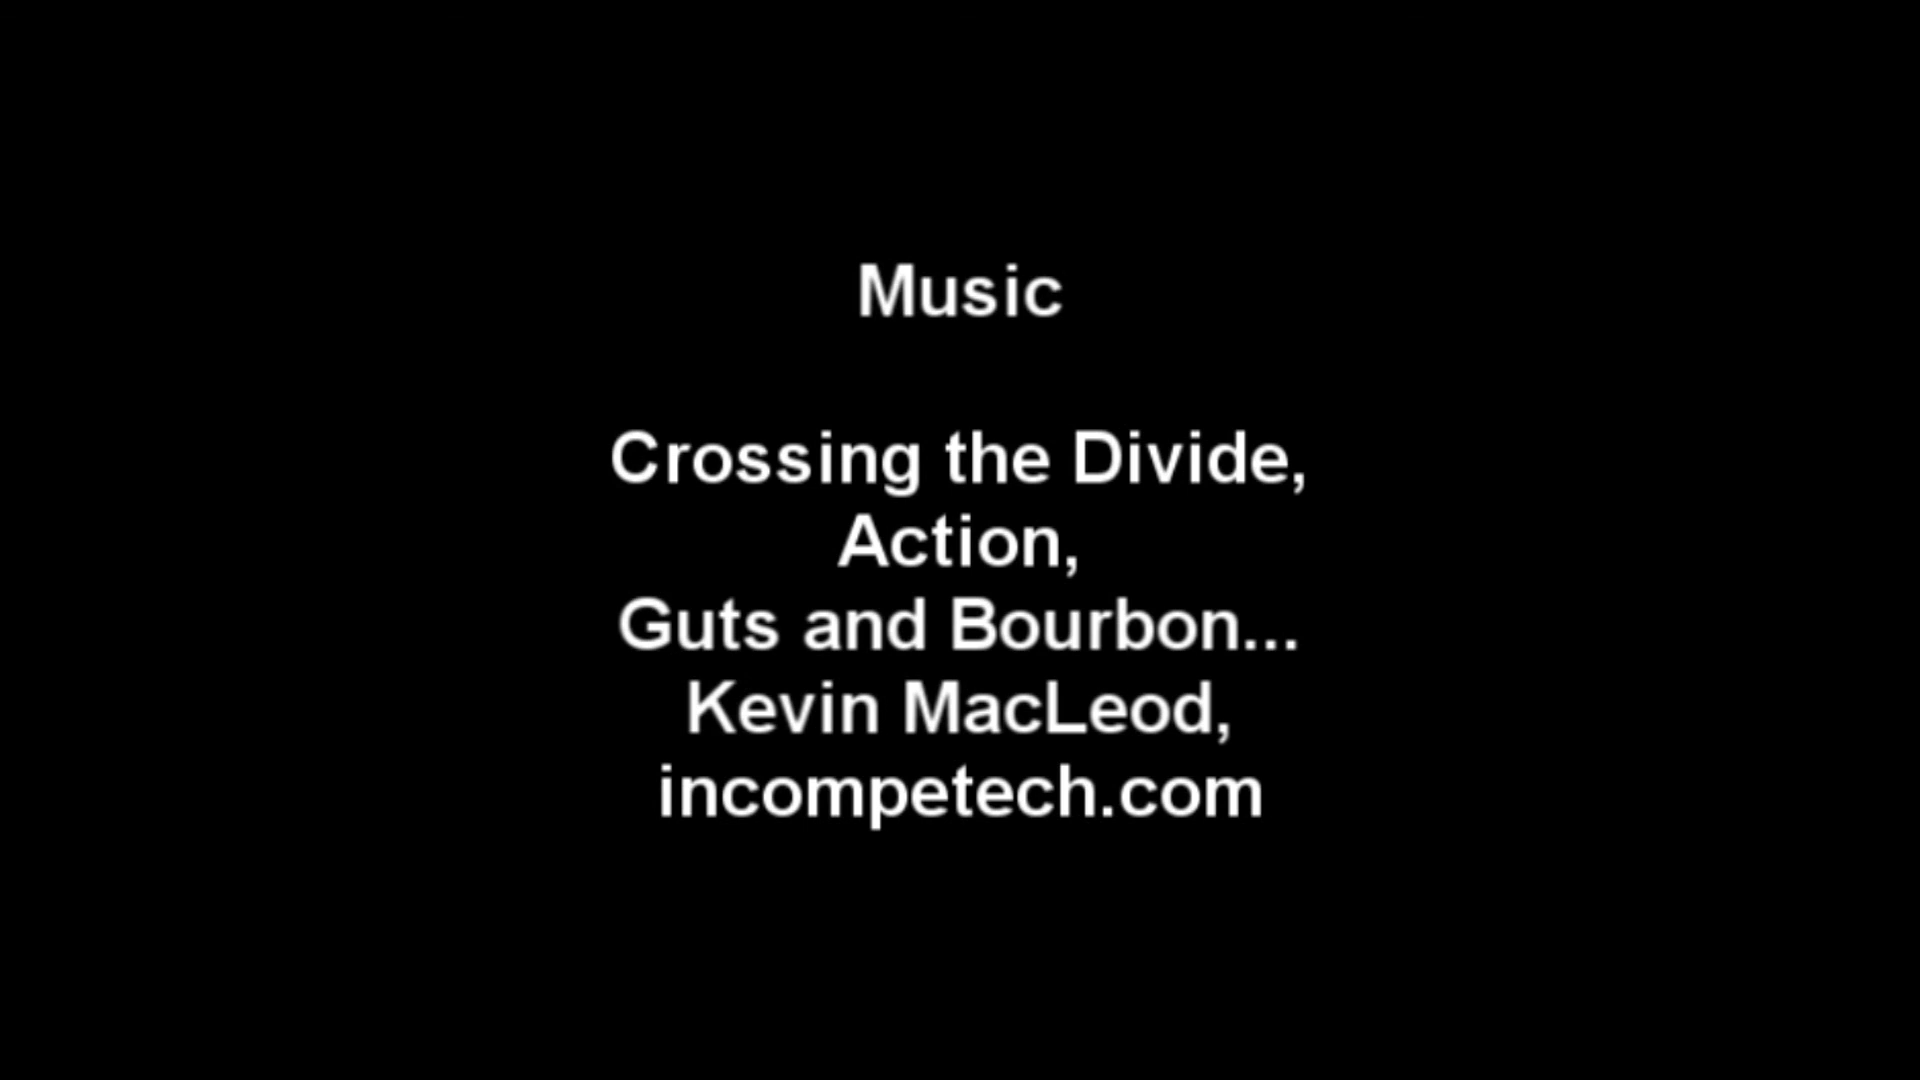 Music
Crossing the Divide,
Action,
Guts and Bourbon...
Kevin MacLeod,
incompetech.com